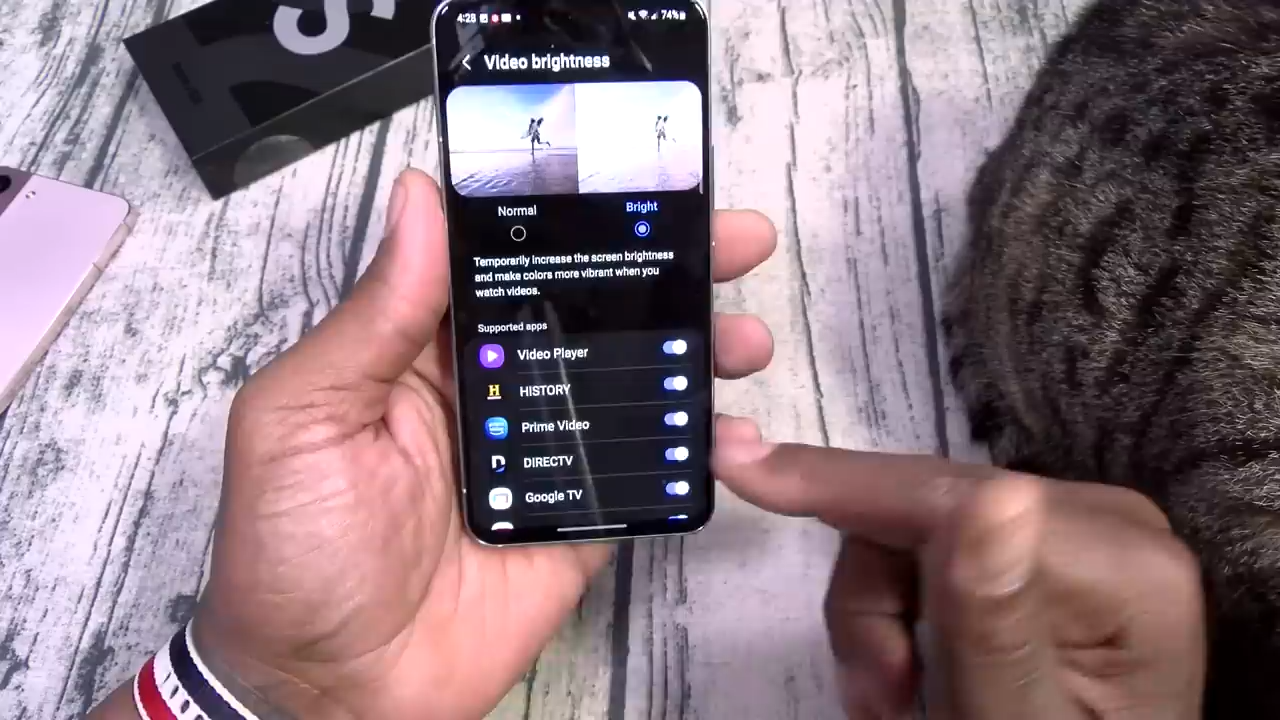 S
4:28
74%
Video brightness
Normal
Bright
Temporarily increase the screen brightness
and make colors more vibrant when you
watch videos.
Supported apps
Video Player
H HISTORY
Prime Video
D DIRECTV
Google TV